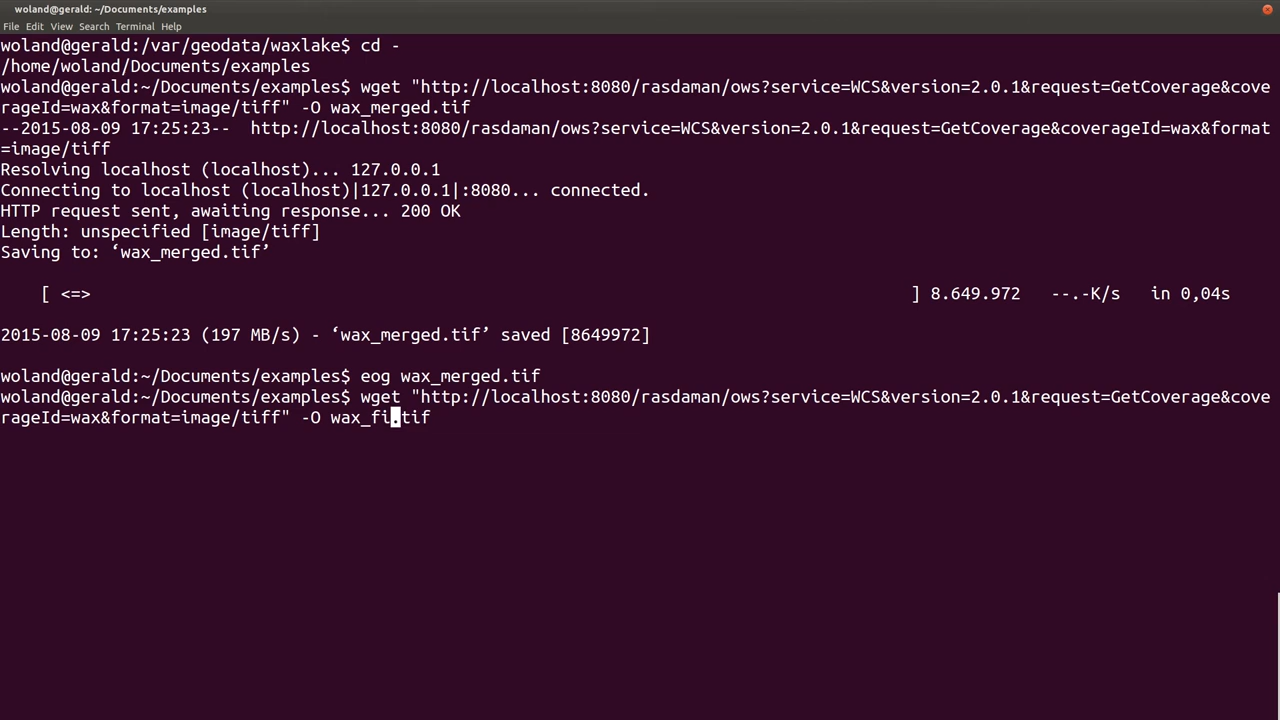 woland@gerald: ~/Documents/examples
File Edit View Search Terminal Help
woland@gerald:/var/geodata/waxlake$ cd -
/home/woland/Documents/examples
woland@gerald:~/Documents/examples$ wget "http://localhost:8080/rasdaman/ows?service=WCS&version=2.0.1&request=GetCoverage&cove
rageId=wax&format=image/tiff" -O wax_merged.tif
--2015-08-09 17:25:23--  http://localhost:8080/rasdaman/ows?service=WCS&version=2.0.1&request=GetCoverage&coverageId=wax&format
=image/tiff
Resolving localhost (localhost)... 127.0.0.1
Connecting to localhost (localhost)|127.0.0.1|:8080... connected.
HTTP request sent, awaiting response... 200 OK
Length: unspecified [image/tiff]
Saving to: ‘wax_merged.tif’
[ <=> ] 8.649.972 --.-K/s in 0,04s
2015-08-09 17:25:23 (197 MB/s) - ‘wax_merged.tif’ saved [8649972]
woland@gerald:~/Documents/examples$ eog wax_merged.tif
woland@gerald:~/Documents/examples$ wget "http://localhost:8080/rasdaman/ows?service=WCS&version=2.0.1&request=GetCoverage&cove
rageId=wax&format=image/tiff" -O wax_fi.tif